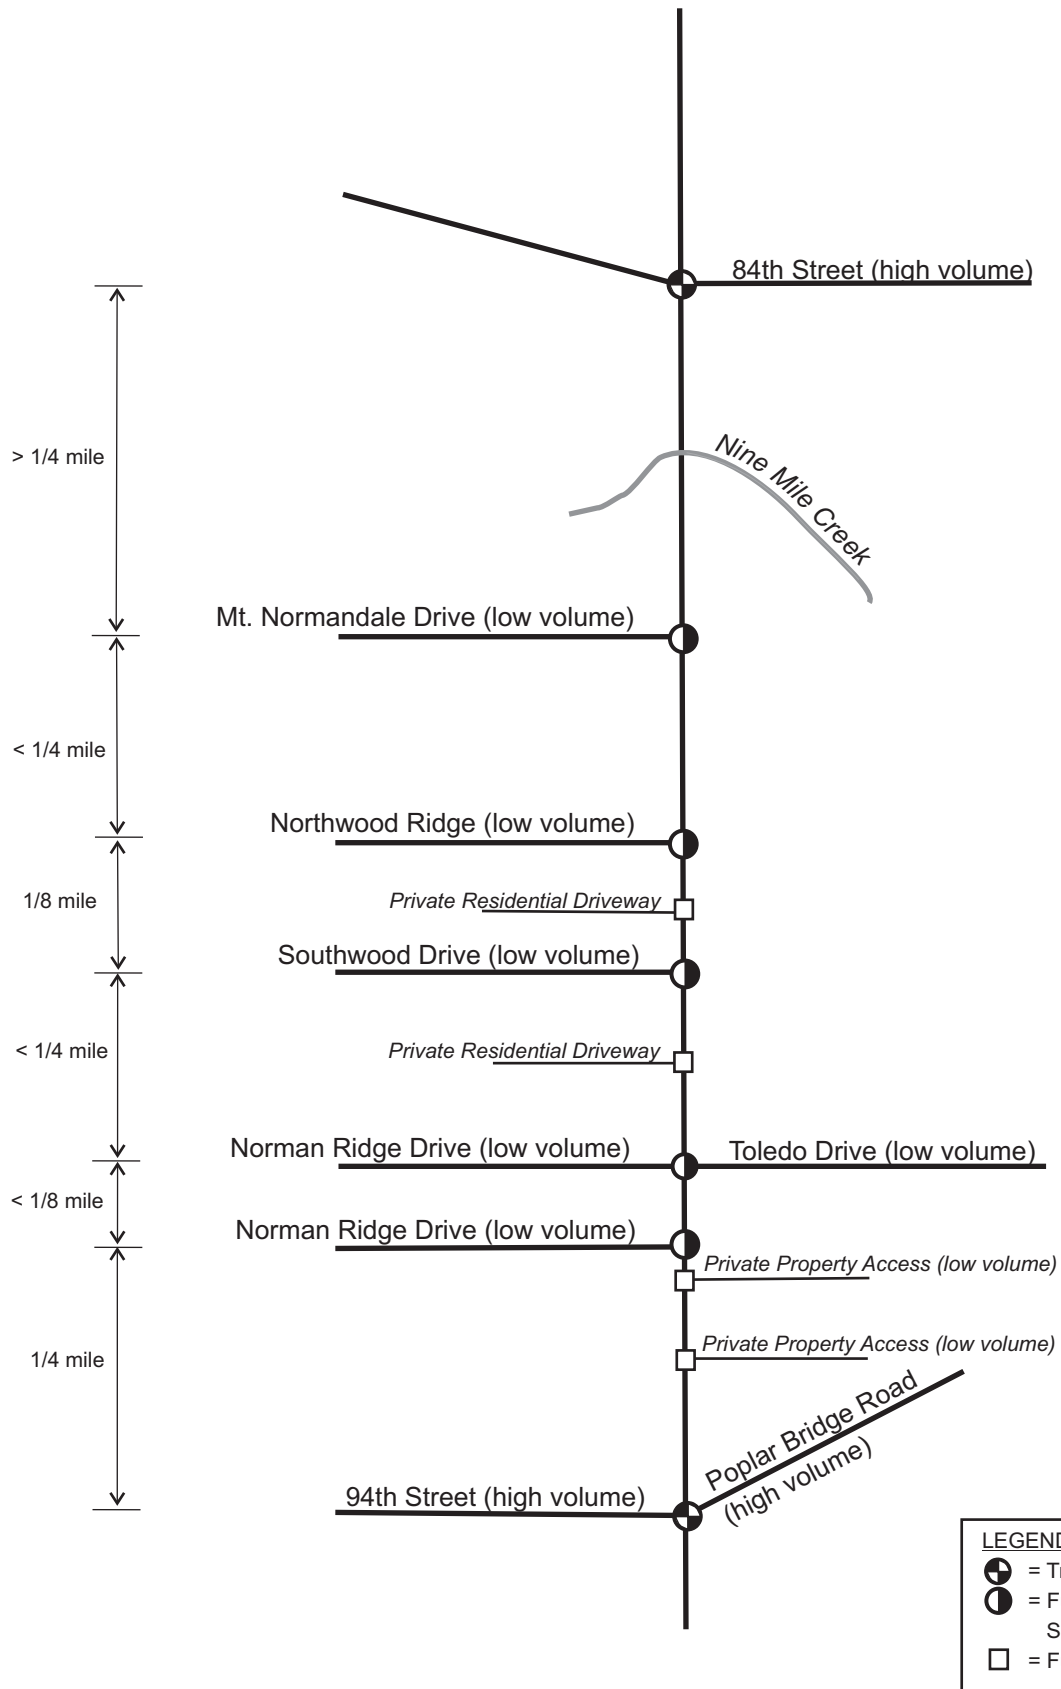 84th Street (high volume)
> 1/4 mile
Nine Mile Creek
Mt. Normandale Drive (low volume)
< 1/4 mile
Northwood Ridge (low volume)
1/8 mile
Private Residential Driveway
Southwood Drive (low volume)
< 1/4 mile
Private Residential Driveway
Norman Ridge Drive (low volume)
Toledo Drive (low volume)
< 1/8 mile
Norman Ridge Drive (low volume)
Private Property Access (low volume)
Private Property Access (low volume)
1/4 mile
Poplar Bridge Road
(high volume)
94th Street (high volume)
LEGEND
= T
= F
S
= F